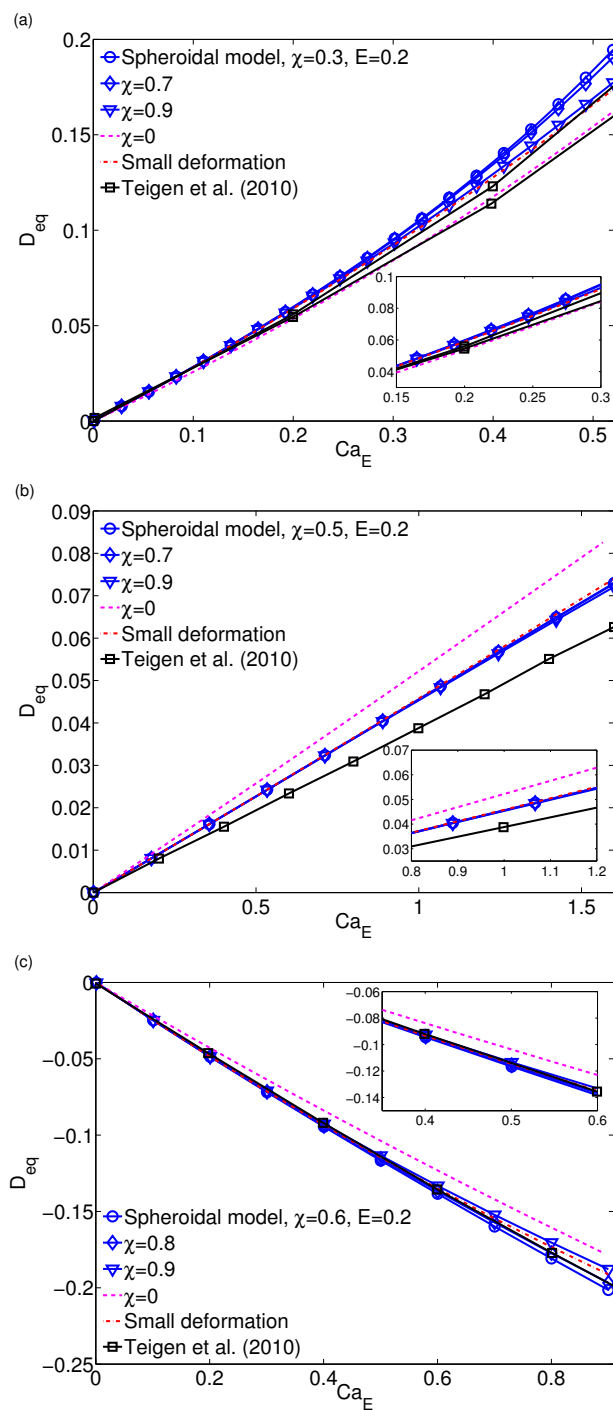 (a)
0.2
0.15
0.1
0.05
0
D_eq
Spheroidal model, χ=0.3, E=0.2
χ=0.7
χ=0.9
χ=0
Small deformation
Teigen et al. (2010)
0.1
0.08
0.06
0.04
0.15 0.2 0.25 0.3
0 0.1 0.2 0.3 0.4 0.5
Ca_E
(b)
0.09
0.08
0.07
0.06
0.05
0.04
0.03
0.02
0.01
0
D_eq
Spheroidal model, χ=0.5, E=0.2
χ=0.7
χ=0.9
χ=0
Small deformation
Teigen et al. (2010)
0.07
0.06
0.05
0.04
0.03
0.8 0.9 1 1.1 1.2
0 0.5 1 1.5
Ca_E
(c)
0
−0.05
−0.1
−0.15
−0.2
−0.25
D_eq
−0.06
−0.08
−0.1
−0.12
−0.14
0.4 0.5 0.6
Spheroidal model, χ=0.6, E=0.2
χ=0.8
χ=0.9
χ=0
Small deformation
Teigen et al. (2010)
0 0.2 0.4 0.6 0.8
Ca_E